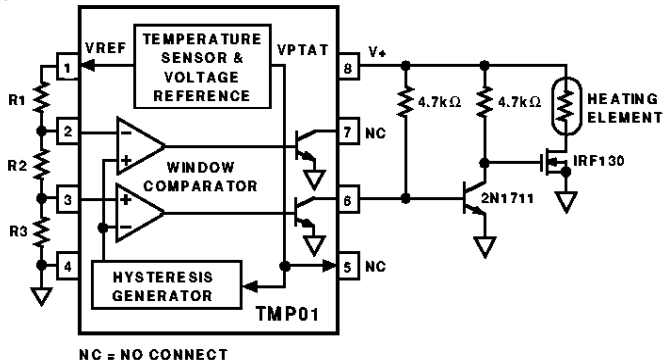 TEMPERATURE
SENSOR &
VOLTAGE
REFERENCE
VREF
VPTAT
1
8
V+
R1
4.7kΩ
4.7kΩ
HEATING
ELEMENT
2
7
NC
R2
WINDOW
COMPARATOR
IRF130
3
6
2N1711
R3
4
5
NC
HYSTERESIS
GENERATOR
TMP01
NC = NO CONNECT
−
+
+
−